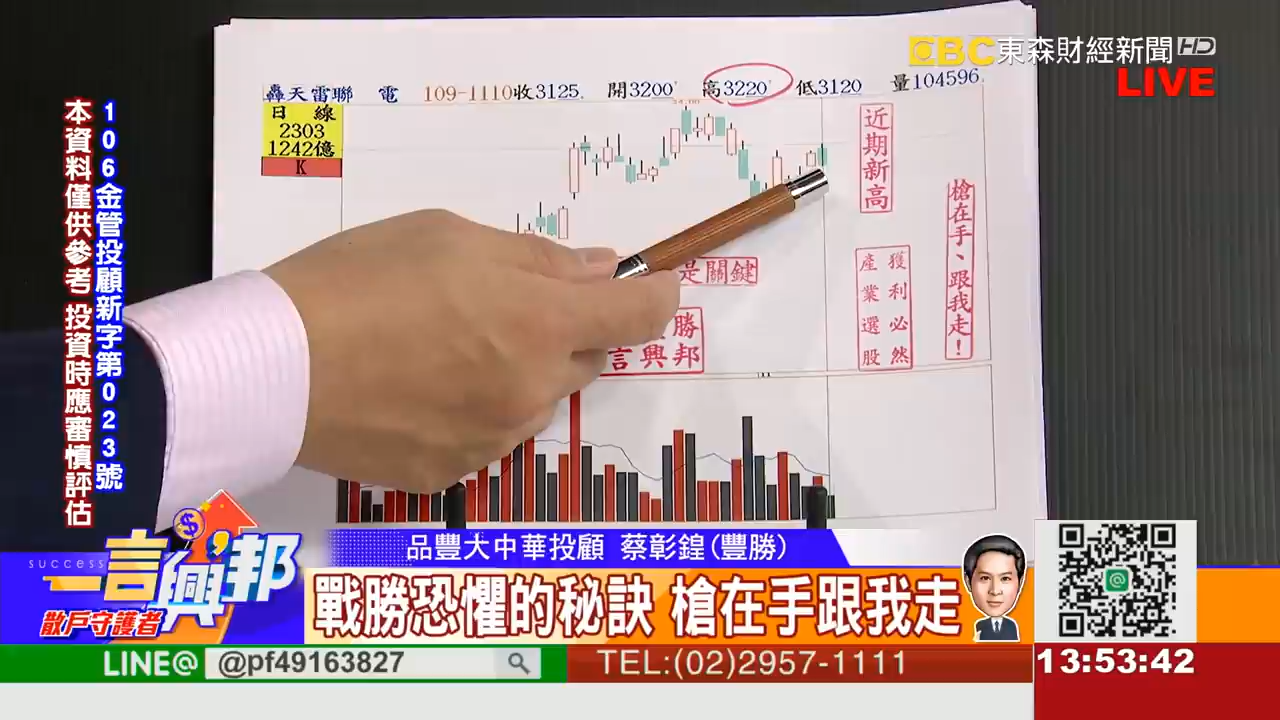 EBC 東森財經新聞 HD
LIVE
轟天雷聯 電 109-1110收3125 開3200 高3220 低3120 量104596
日 線
2303
1242億
K
近期新高
槍在手、跟我走！
獲利必然
產業選股
是關鍵
勝
言興邦
106金管投顧新字第023號
本資料僅供參考 投資時應審慎評估
success
一言興邦
散戶守護者
品豐大中華投顧 蔡彰鍠(豐勝)
戰勝恐懼的秘訣 槍在手跟我走
LINE@ @pf49163827
TEL:(02)2957-1111
13:53:42